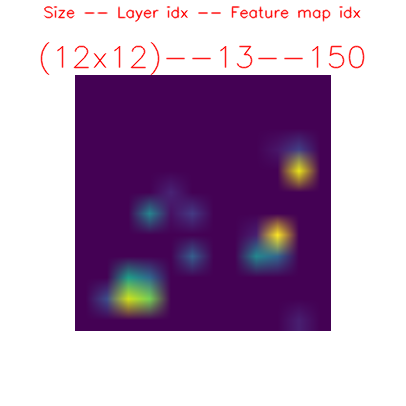 Size -- Layer idx -- Feature map idx
(12x12)--13--150